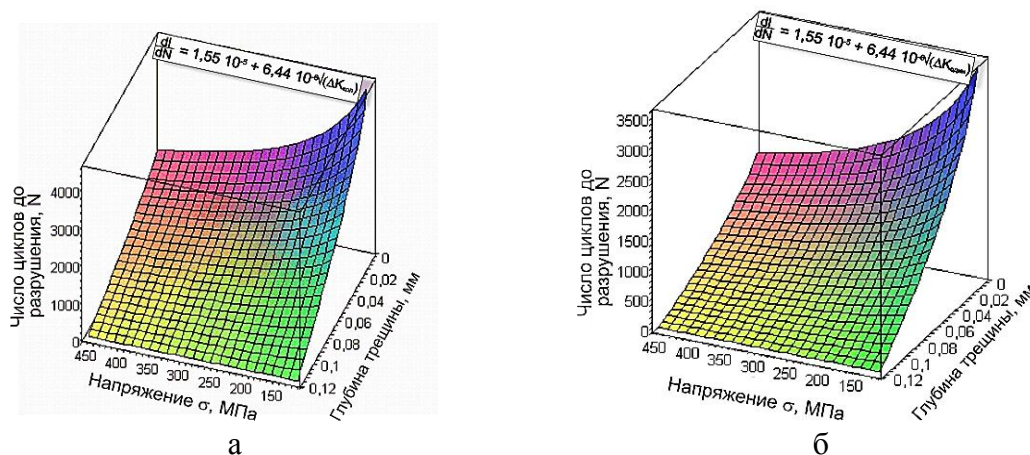 dl/dN = 1,55 10⁻⁵ + 6,44 10⁻⁶√(ΔK
Число циклов до разрушения, N
4000
3000
2000
1000
0
450 400 350 300 250 200 150
Напряжение σ, МПа
0
0,02
0,04
0,06
0,08
0,1
0,12
Глубина трещины, мм
а
dl/dN = 1,55 10⁻⁵ + 6,44 10⁻⁶√(ΔK
Число циклов до разрушения, N
3500
3000
2500
2000
1500
1000
500
0
450 400 350 300 250 200 150
Напряжение σ, МПа
0
0,02
0,04
0,06
0,08
0,1
0,12
Глубина трещины, мм
б